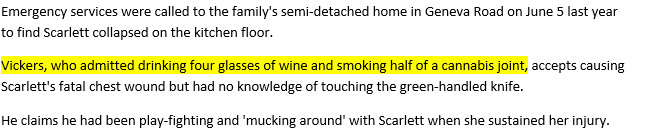 Emergency services were called to the family's semi-detached home in Geneva Road on June 5 last year
to find Scarlett collapsed on the kitchen floor.
Vickers, who admitted drinking four glasses of wine and smoking half of a cannabis joint, accepts causing
Scarlett's fatal chest wound but had no knowledge of touching the green-handled knife.
He claims he had been play-fighting and 'mucking around' with Scarlett when she sustained her injury.